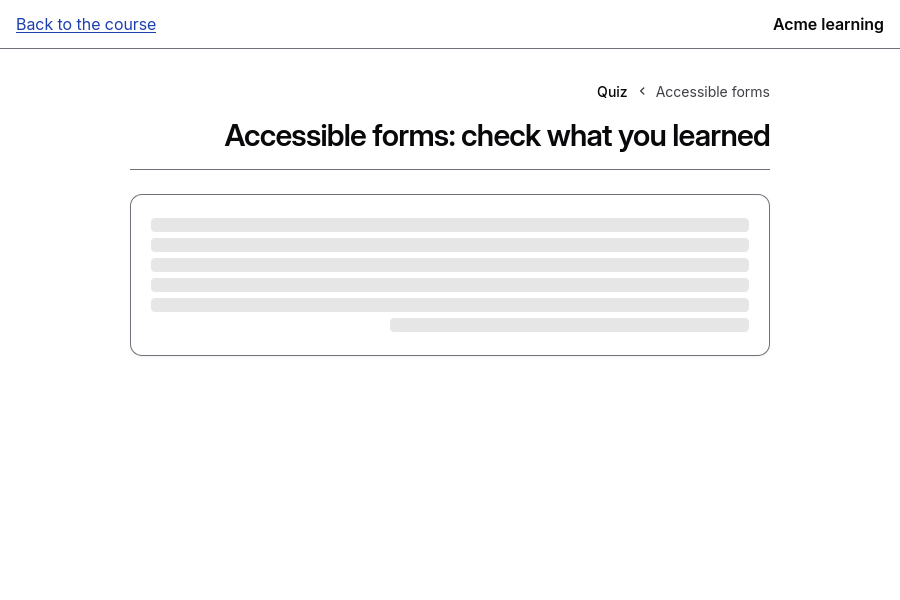 Acme learning
Back to the course
Accessible forms
Quiz
Accessible forms: check what you learned